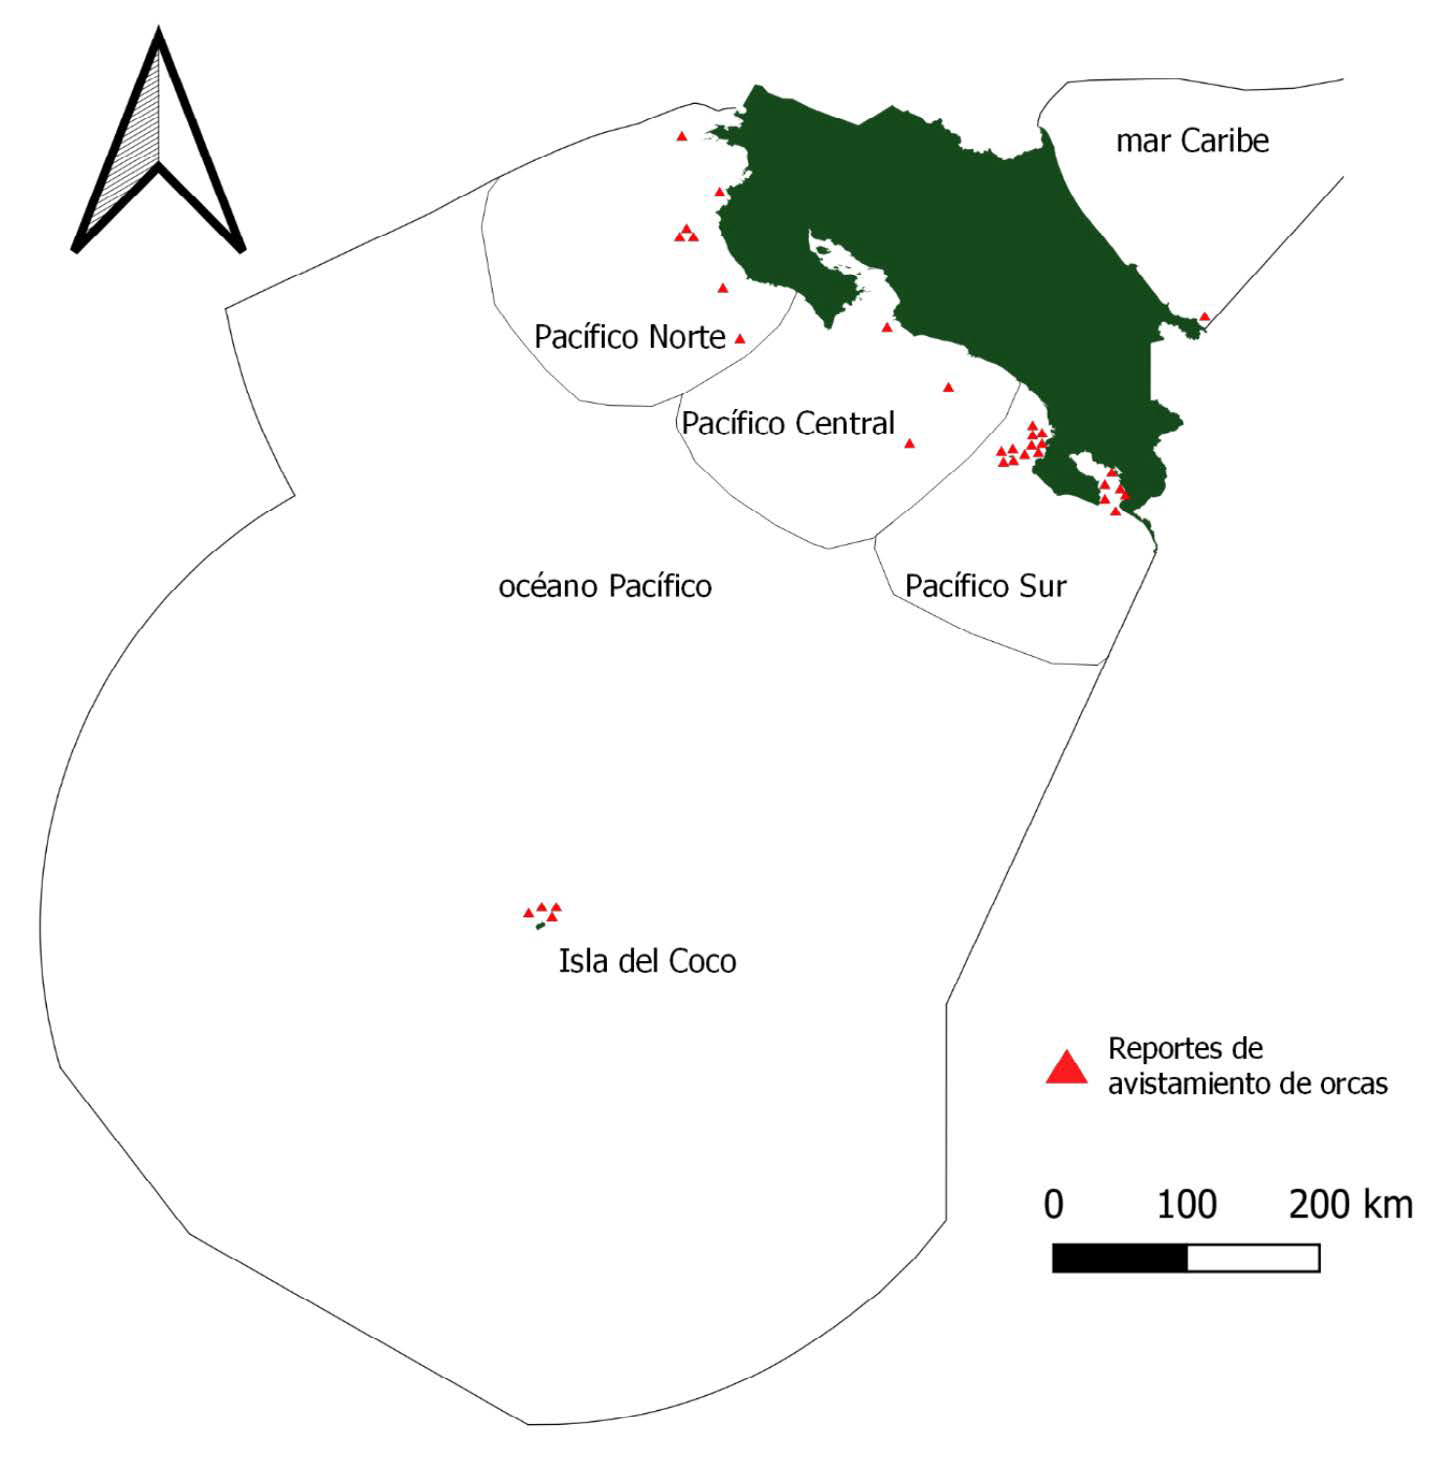 mar Caribe
Pacífico Norte
Pacífico Central
océano Pacífico
Pacífico Sur
Isla del Coco
Reportes de
avistamiento de orcas
0 100 200 km